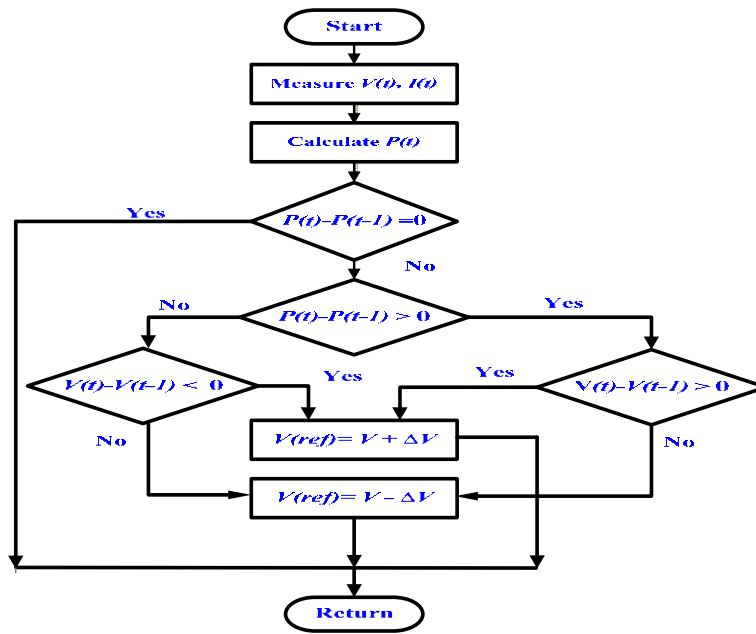 Start
Measure V(t), I(t)
Calculate P(t)
Yes
P(t)-P(t-1) =0
No
No
P(t)-P(t-1) > 0
Yes
V(t)-V(t-1) < 0
Yes
Yes
V(t)-V(t-1) > 0
No
V(ref)= V + ΔV
No
V(ref)= V - ΔV
Return